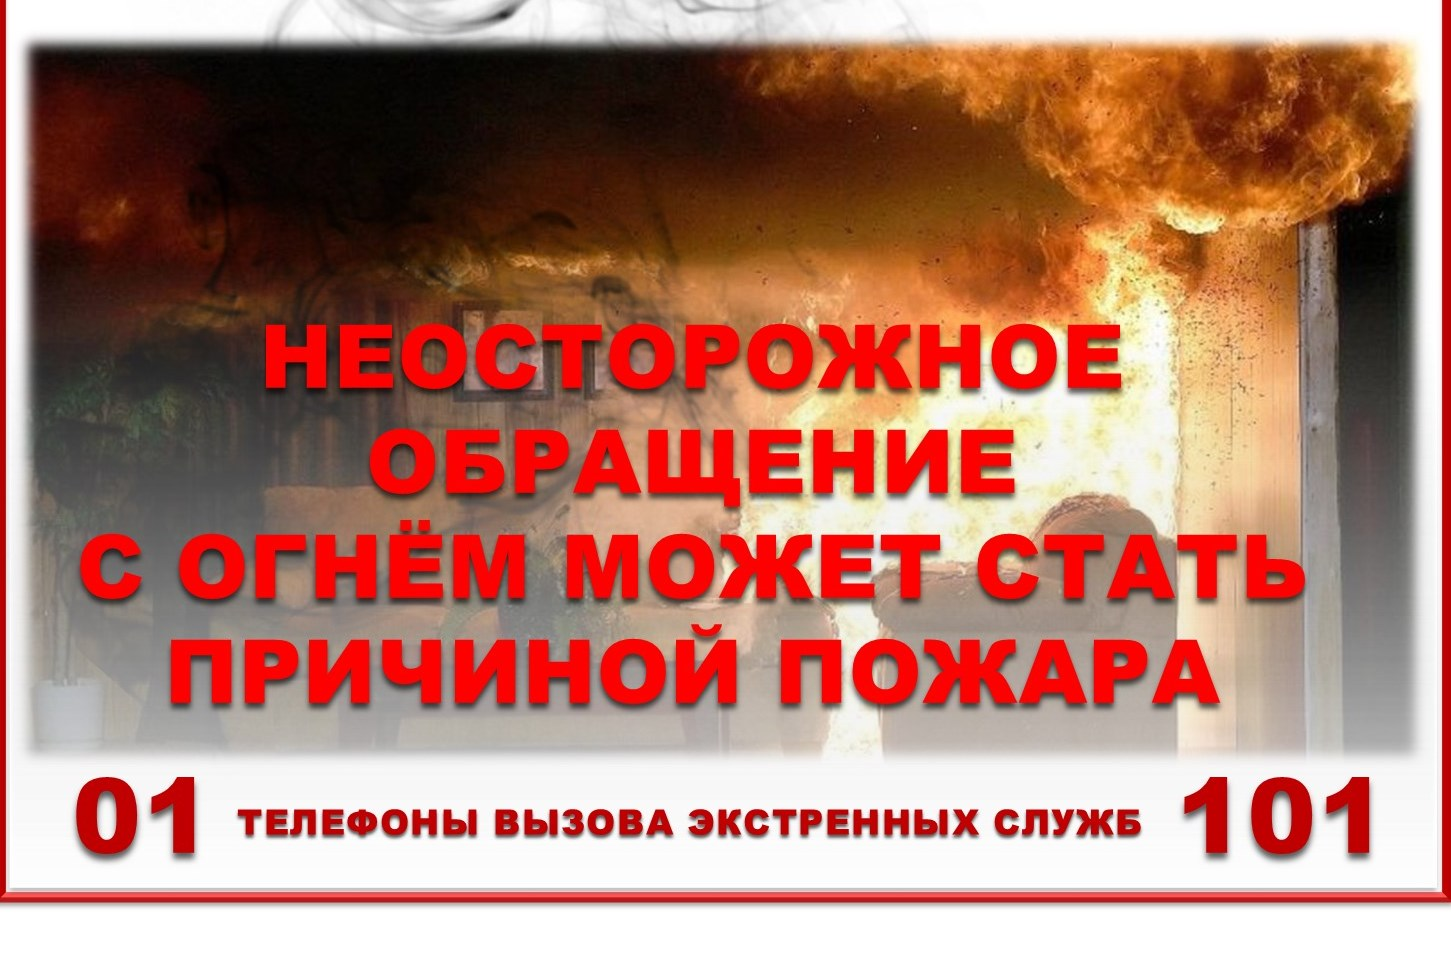 НЕОСТОРОЖНОЕ
ОБРАЩЕНИЕ
С ОГНЁМ МОЖЕТ СТАТЬ
ПРИЧИНОЙ ПОЖАРА
01 ТЕЛЕФОНЫ ВЫЗОВА ЭКСТРЕННЫХ СЛУЖБ 101